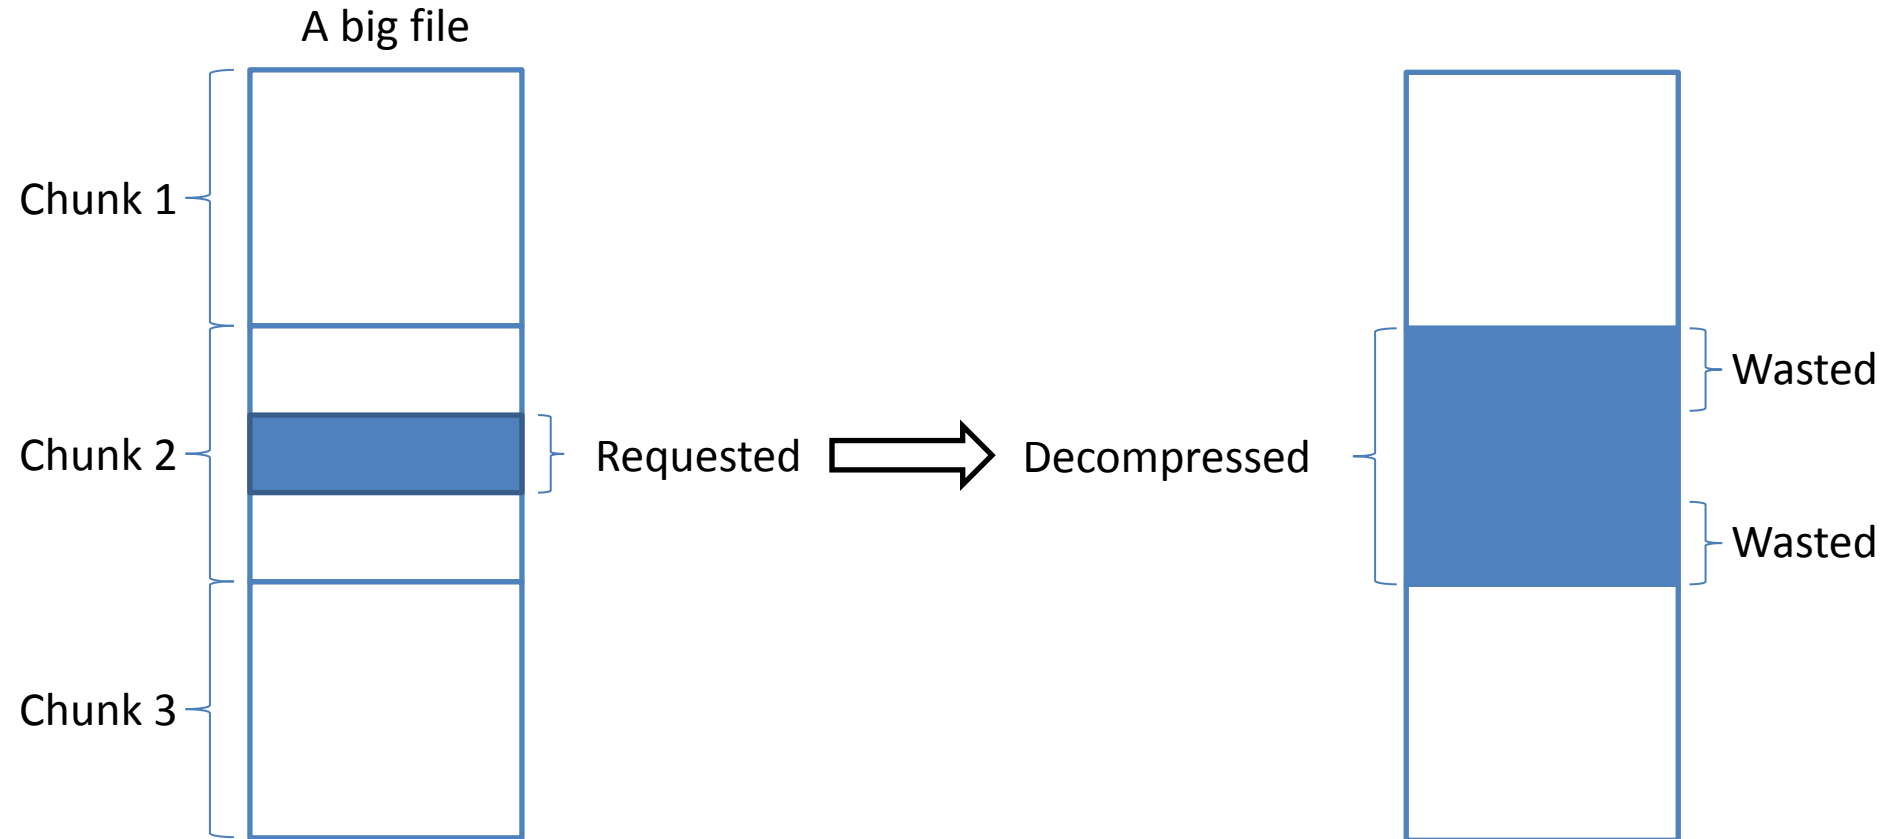 A big file
Chunk 1
Chunk 2
Chunk 3
Requested
Decompressed
Wasted
Wasted